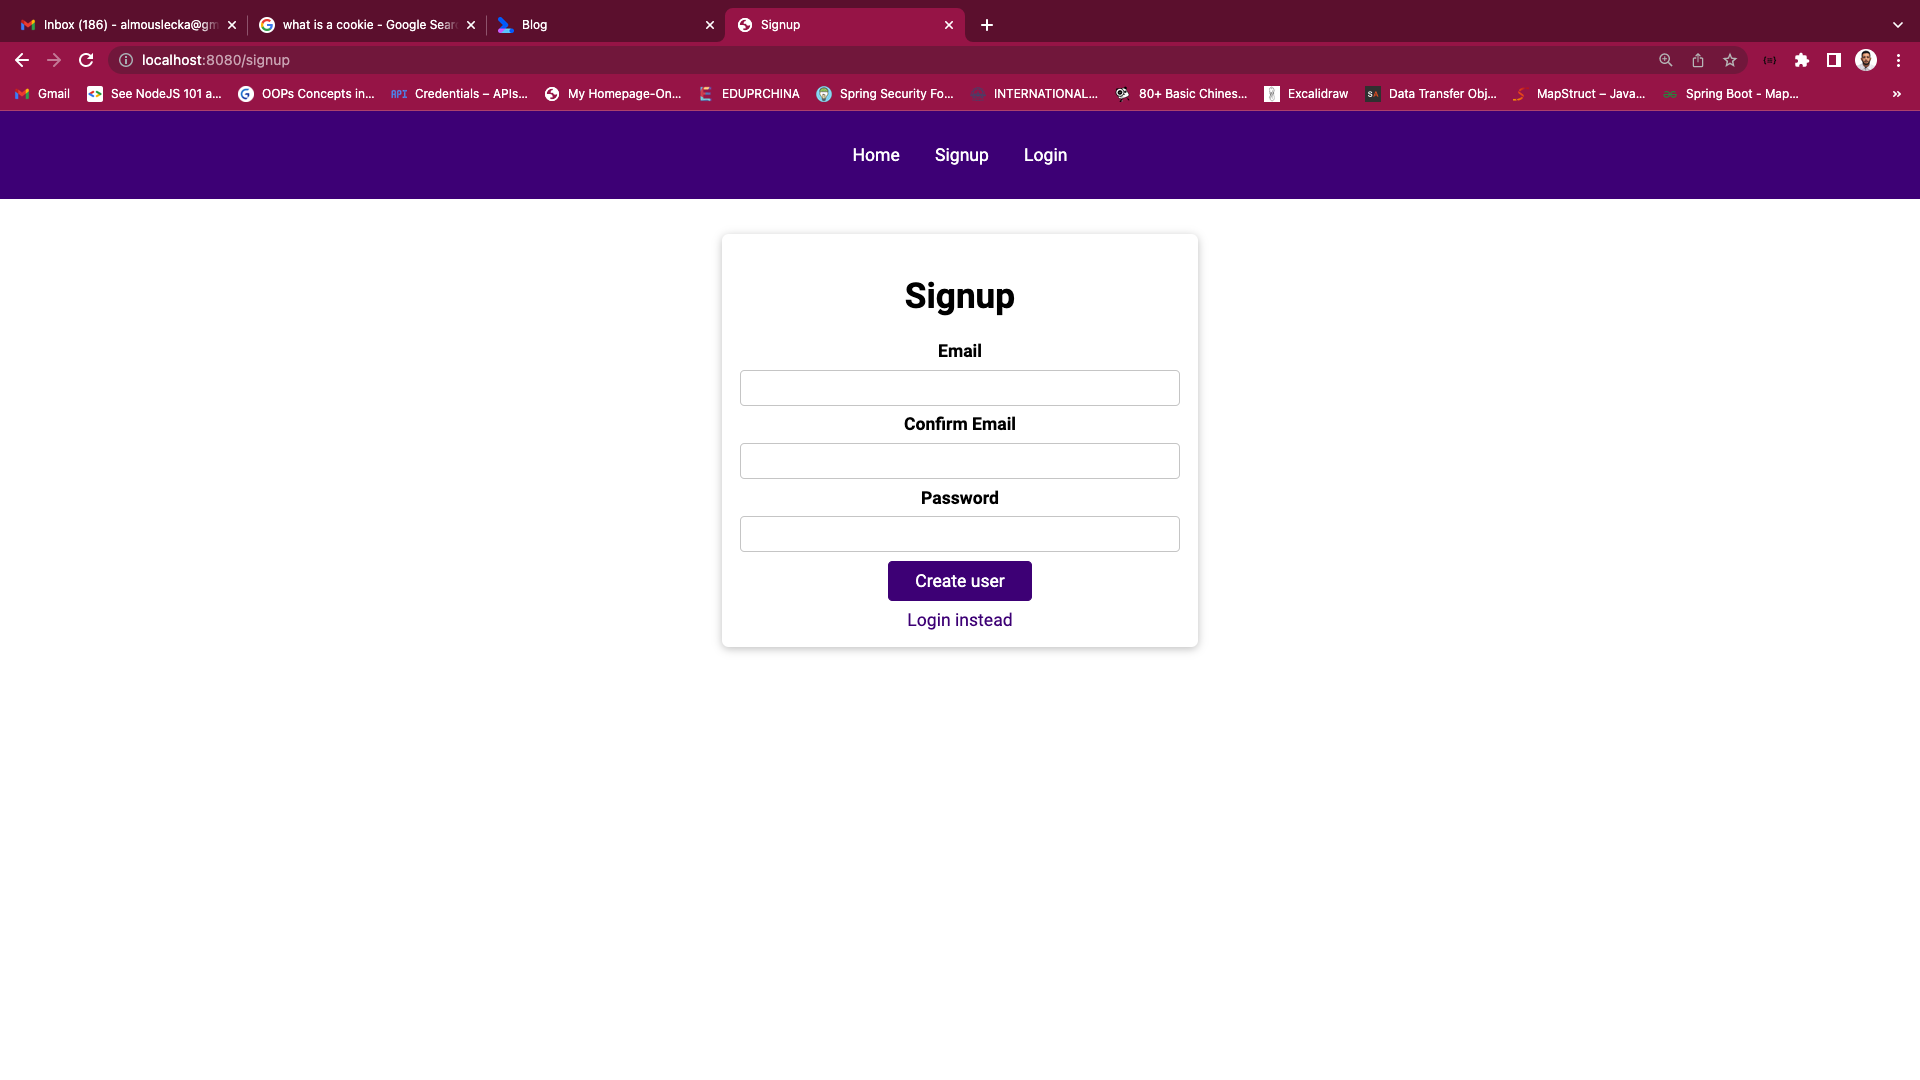 Inbox (186) - almouslecka@gm
what is a cookie - Google Sear
Blog
Signup
localhost:8080/signup
Gmail
See NodeJS 101 a...
OOPs Concepts in...
API Credentials – APIs...
My Homepage-On...
EDUPRCHINA
Spring Security Fo...
INTERNATIONAL...
80+ Basic Chines...
Excalidraw
SA Data Transfer Obj...
MapStruct – Java...
Spring Boot - Map...
»
Home Signup Login
Signup
Email
Confirm Email
Password
Create user
Login instead